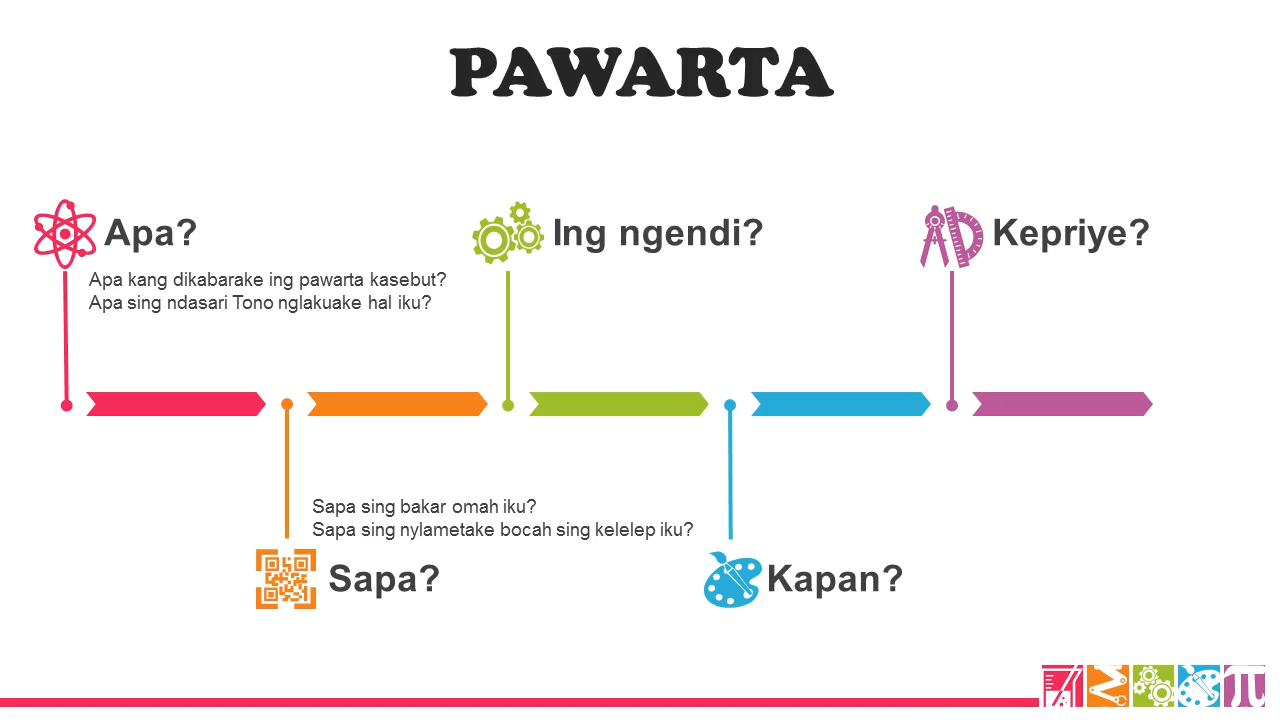 PAWARTA
Apa?
Apa kang dikabarake ing pawarta kasebut?
Apa sing ndasari Tono nglakuake hal iku?
Ing ngendi?
Kepriye?
Sapa sing bakar omah iku?
Sapa sing nylametake bocah sing kelelep iku?
Sapa?
Kapan?